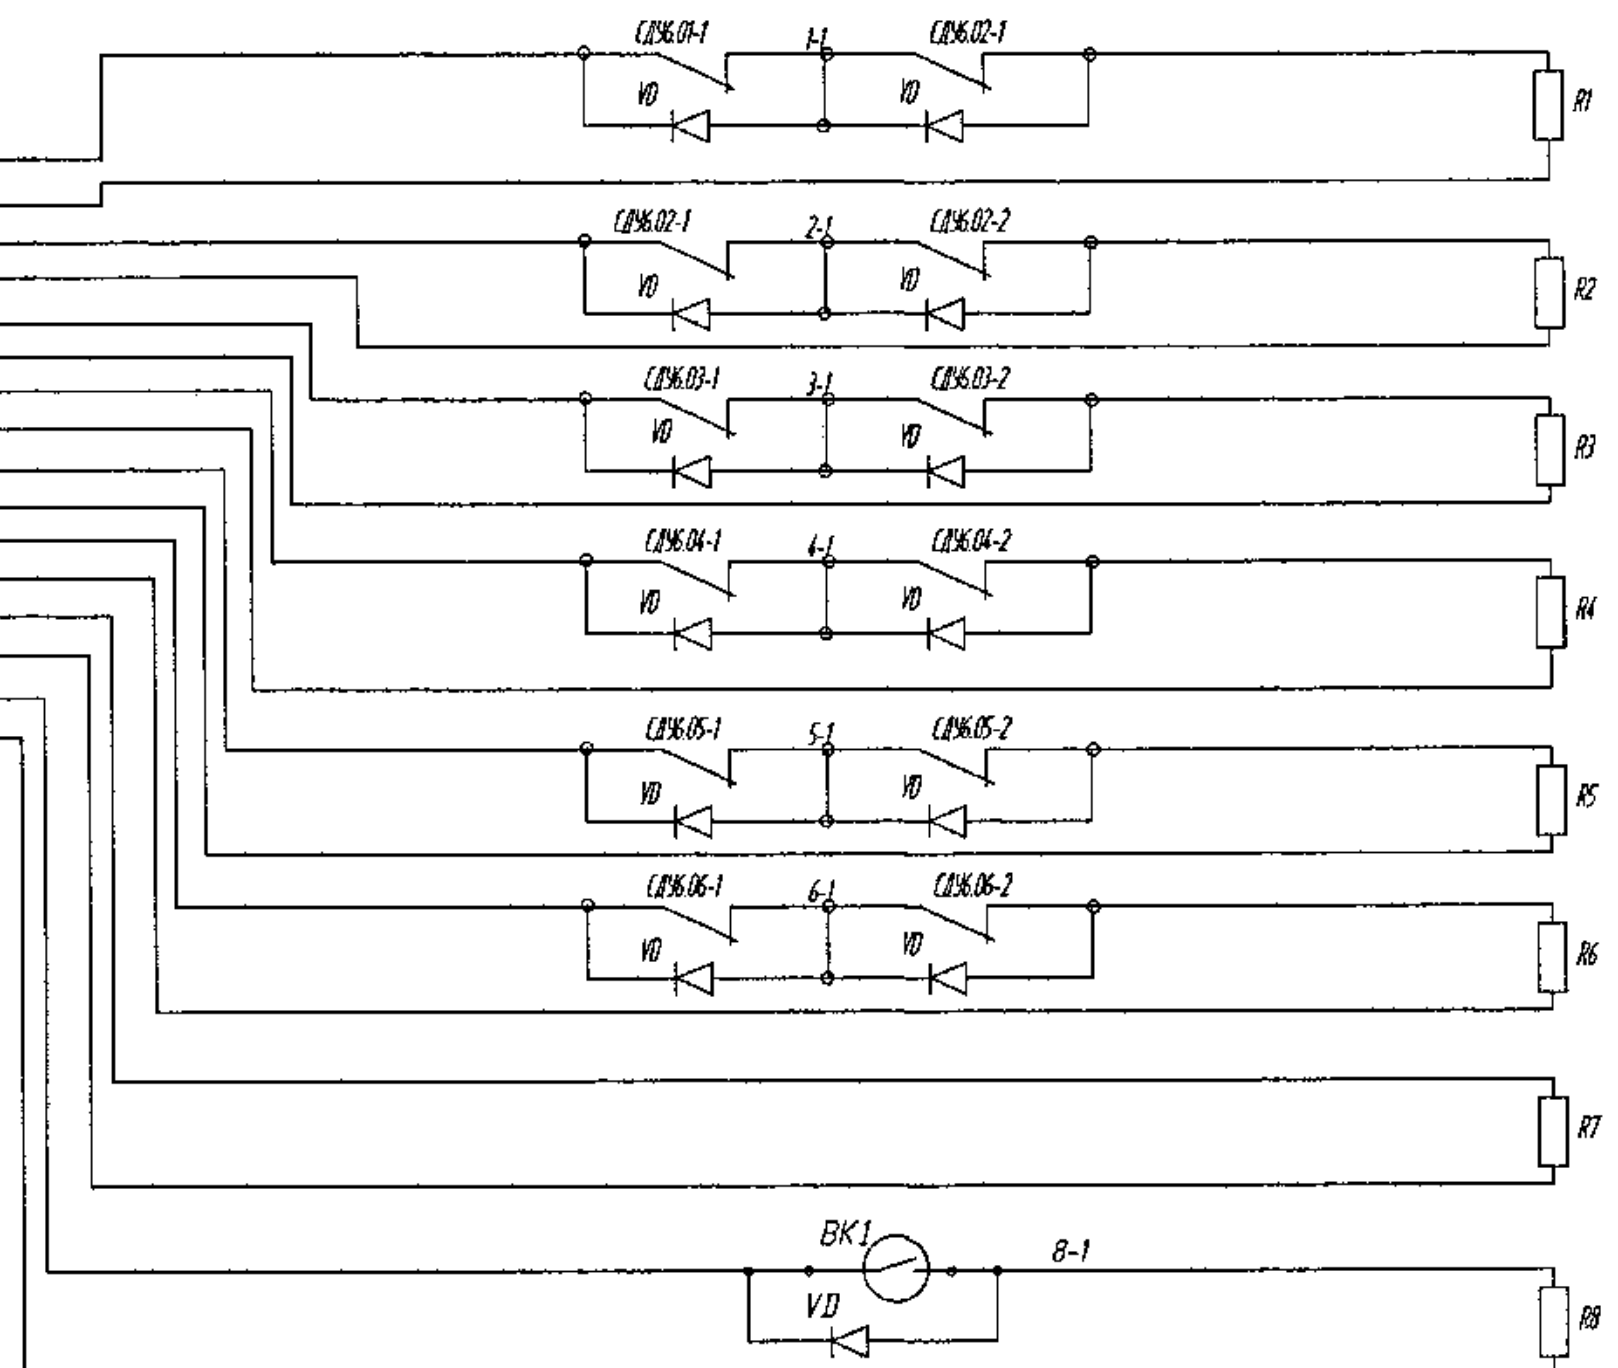 СДУ6.01-1 1-1 СДУ6.02-1
VD VD R1
СДУ6.02-1 2-1 СДУ6.02-2
VD VD R2
СДУ6.03-1 3-1 СДУ6.03-2
VD VD R3
СДУ6.04-1 4-1 СДУ6.04-2
VD VD R4
СДУ6.05-1 5-1 СДУ6.05-2
VD VD R5
СДУ6.06-1 6-1 СДУ6.06-2
VD VD R6
R7
BK1 8-1
VD R8